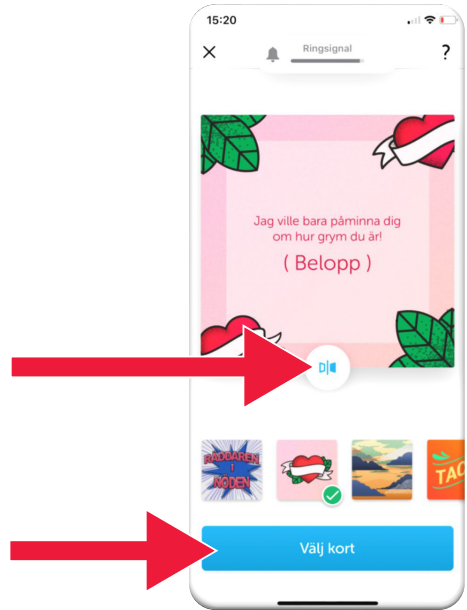 15:20
Ringsignal
?
Jag ville bara påminna dig
om hur grym du är!
( Belopp )
RÄDDAREN
I
NÖDEN
TAC
Välj kort